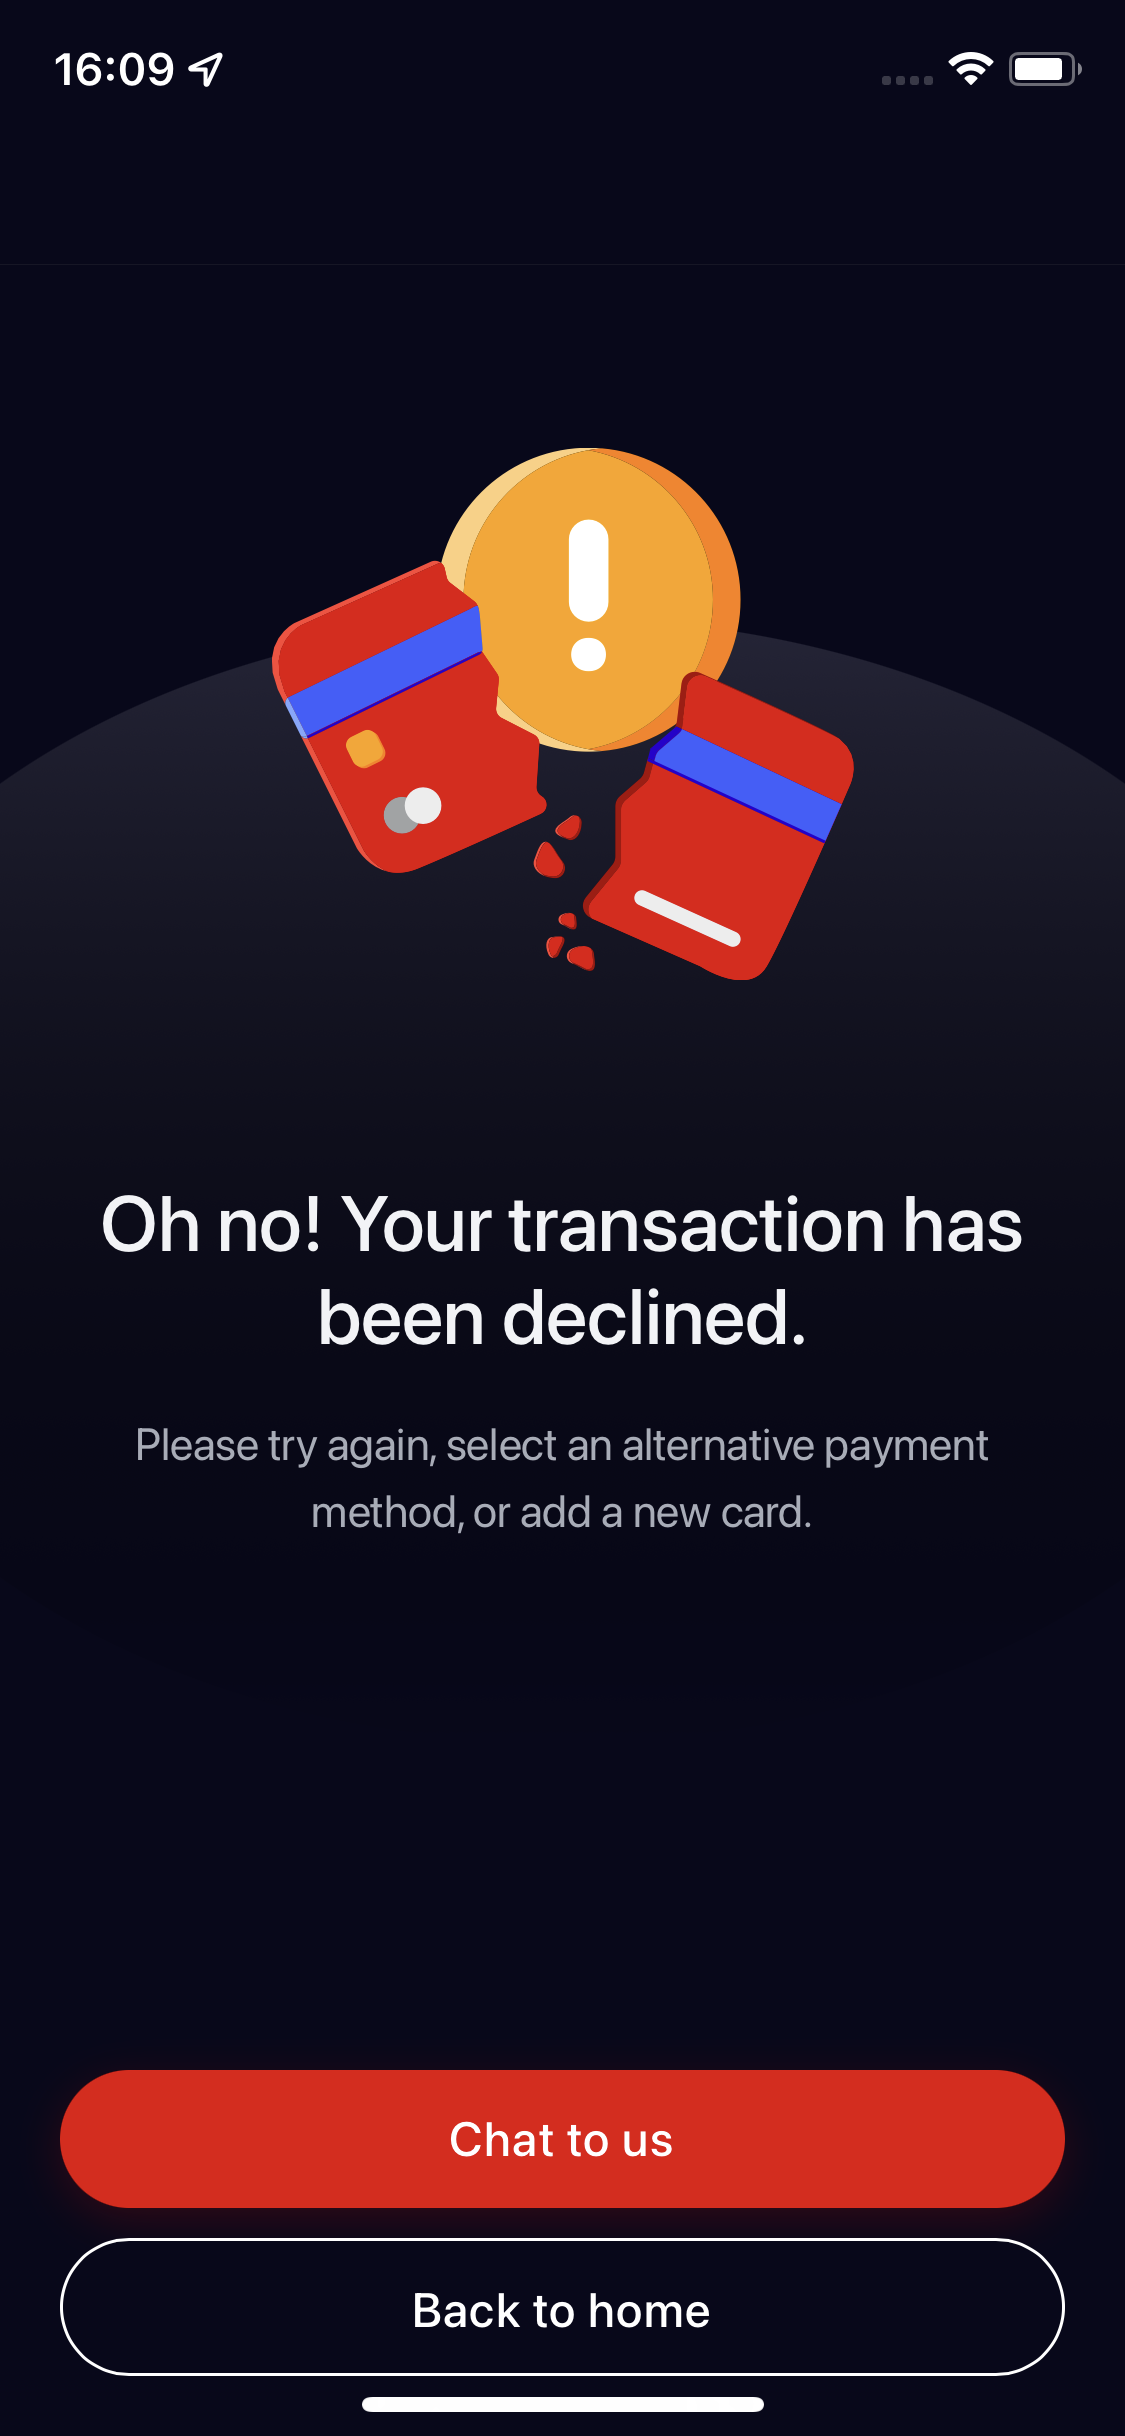 16:09
Oh no! Your transaction has
been declined.
Please try again, select an alternative payment
method, or add a new card.
Chat to us
Back to home